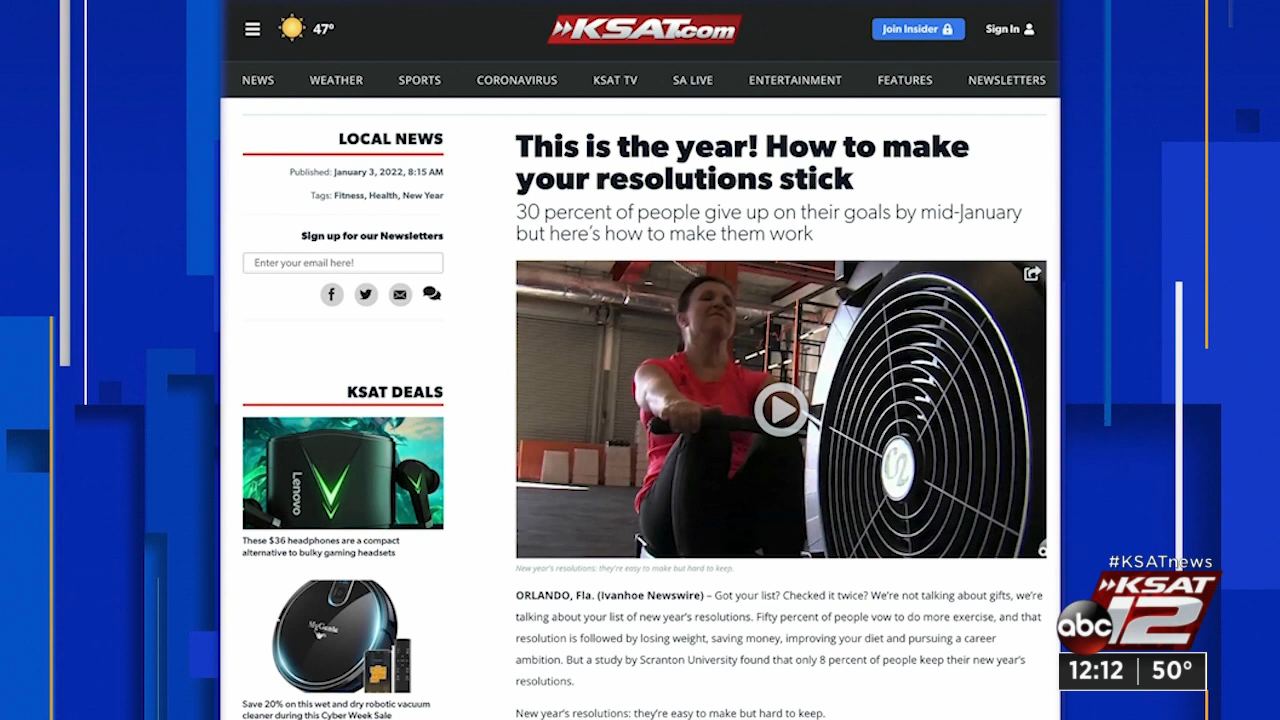 47°
KSAT.com
Join Insider
Sign In
NEWS WEATHER SPORTS CORONAVIRUS KSAT TV SA LIVE ENTERTAINMENT FEATURES NEWSLETTERS
LOCAL NEWS
Published: January 3, 2022, 8:15 AM
Tags: Fitness, Health, New Year
Sign up for our Newsletters
Enter your email here!
KSAT DEALS
Lenovo
These $36 headphones are a compact
alternative to bulky gaming headsets
Save 20% on this wet and dry robotic vacuum
cleaner during this Cyber Week Sale
This is the year! How to make
your resolutions stick
30 percent of people give up on their goals by mid-January
but here's how to make them work
New year's resolutions: they're easy to make but hard to keep.
ORLANDO, Fla. (Ivanhoe Newswire) – Got your list? Checked it twice? We're not talking about gifts, we're
talking about your list of new year's resolutions. Fifty percent of people vow to do more exercise, and that
resolution is followed by losing weight, saving money, improving your diet and pursuing a career
ambition. But a study by Scranton University found that only 8 percent of people keep their new year's
resolutions.
New year's resolutions: they're easy to make but hard to keep.
#KSATnews
KSAT
abc 12
12:12 50°